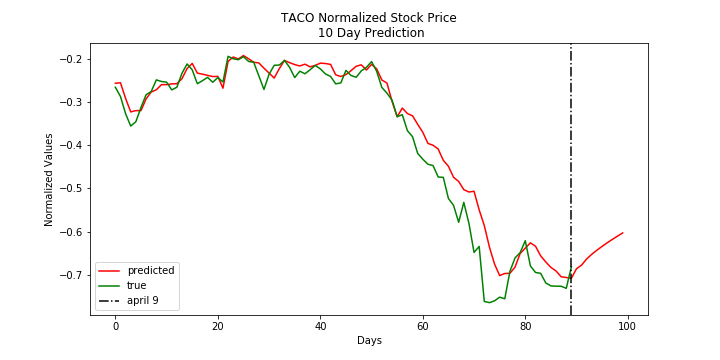 TACO Normalized Stock Price
10 Day Prediction
Normalized Values
−0.2
−0.3
−0.4
−0.5
−0.6
−0.7
predicted
true
april 9
0
20
40
60
80
100
Days